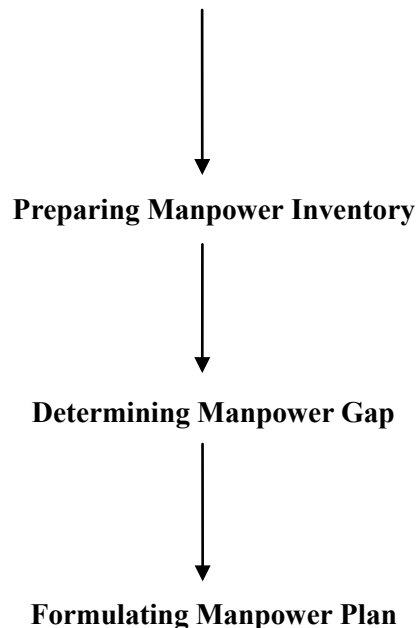 Preparing Manpower Inventory
Determining Manpower Gap
Formulating Manpower Plan